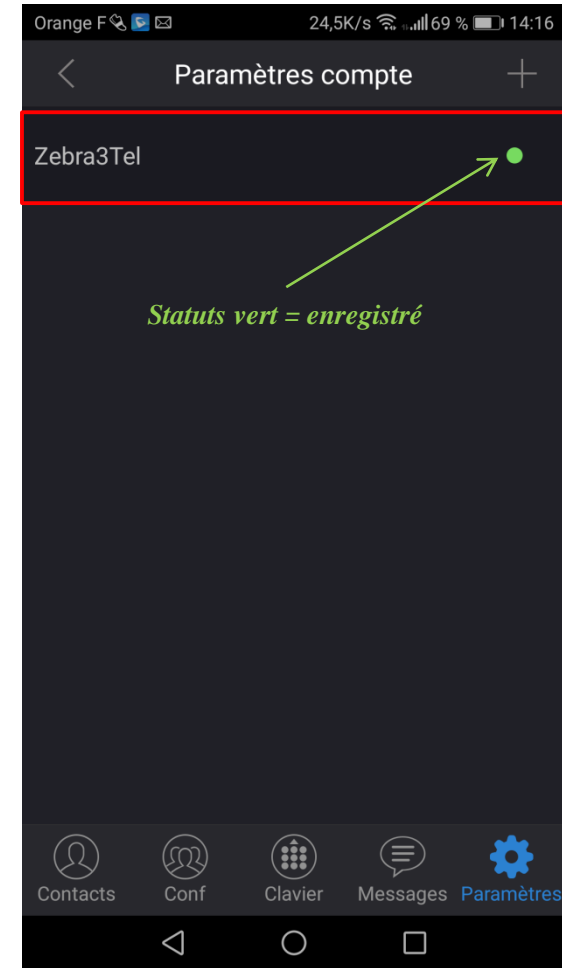 Orange F 24,5K/s 69 % 14:16
Paramètres compte
Zebra3Tel
Statuts vert = enregistré
Contacts Conf Clavier Messages Paramètres